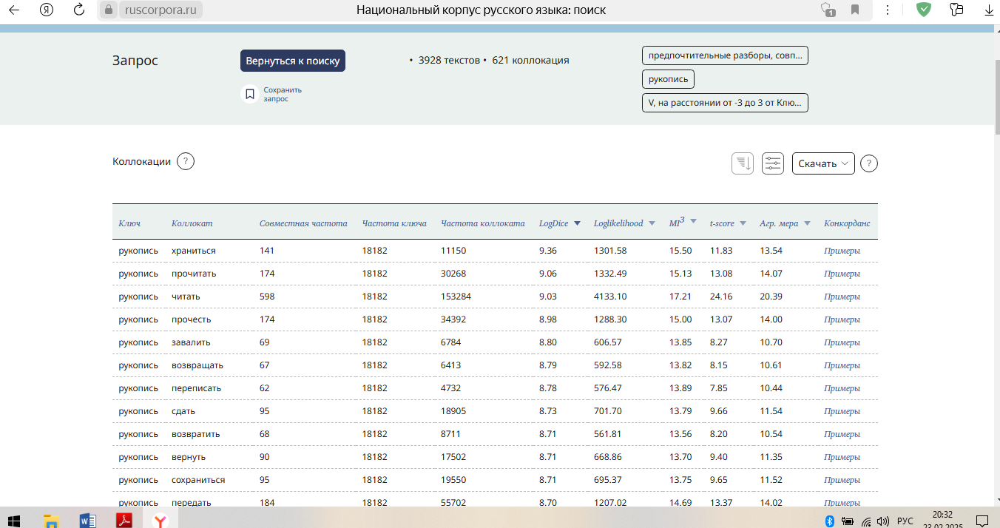 ruscorpora.ru Национальный корпус русского языка: поиск 1
Запрос Вернуться к поиску • 3928 текстов • 621 коллокация предпочтительные разборы, совп...
Сохранить запрос рукопись
V, на расстоянии от -3 до 3 от Клю...
Коллокации ? Скачать ?
Ключ Коллокат Совместная частота Частота ключа Частота коллоката LogDice Loglikelihood MI3 t-score Агр. мера Конкорданс
рукопись храниться 141 18182 11150 9.36 1301.58 15.50 11.83 13.54 Примеры
рукопись прочитать 174 18182 30268 9.06 1332.49 15.13 13.08 14.07 Примеры
рукопись читать 598 18182 153284 9.03 4133.10 17.21 24.16 20.39 Примеры
рукопись прочесть 174 18182 34392 8.98 1288.30 15.00 13.07 14.00 Примеры
рукопись завалить 69 18182 6784 8.80 606.57 13.85 8.27 10.70 Примеры
рукопись возвращать 67 18182 6413 8.79 592.58 13.82 8.15 10.61 Примеры
рукопись переписать 62 18182 4732 8.78 576.47 13.89 7.85 10.44 Примеры
рукопись сдать 95 18182 18905 8.73 701.70 13.79 9.66 11.54 Примеры
рукопись возвратить 68 18182 8711 8.71 561.81 13.56 8.20 10.54 Примеры
рукопись вернуть 90 18182 17502 8.71 668.86 13.70 9.40 11.35 Примеры
рукопись сохраниться 95 18182 19550 8.71 695.37 13.75 9.65 11.52 Примеры
рукопись передать 184 18182 55702 8.70 1207.02 14.69 13.37 14.02 Примеры
РУС 20:32
23.02.2025